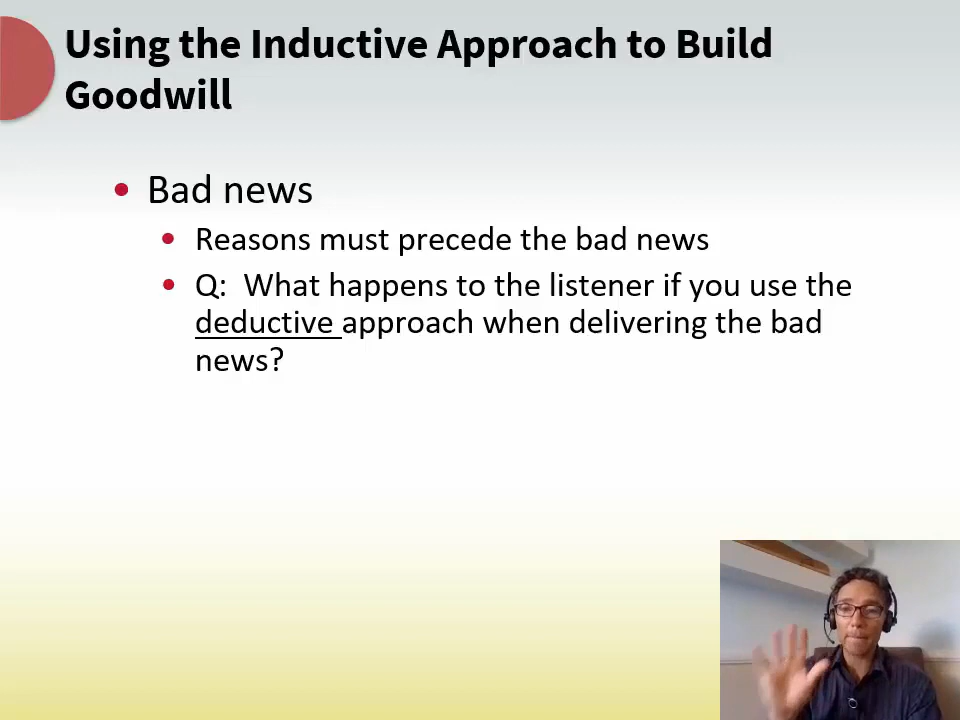 Using the Inductive Approach to Build
Goodwill
• Bad news
• Reasons must precede the bad news
• Q:  What happens to the listener if you use the
deductive approach when delivering the bad
news?